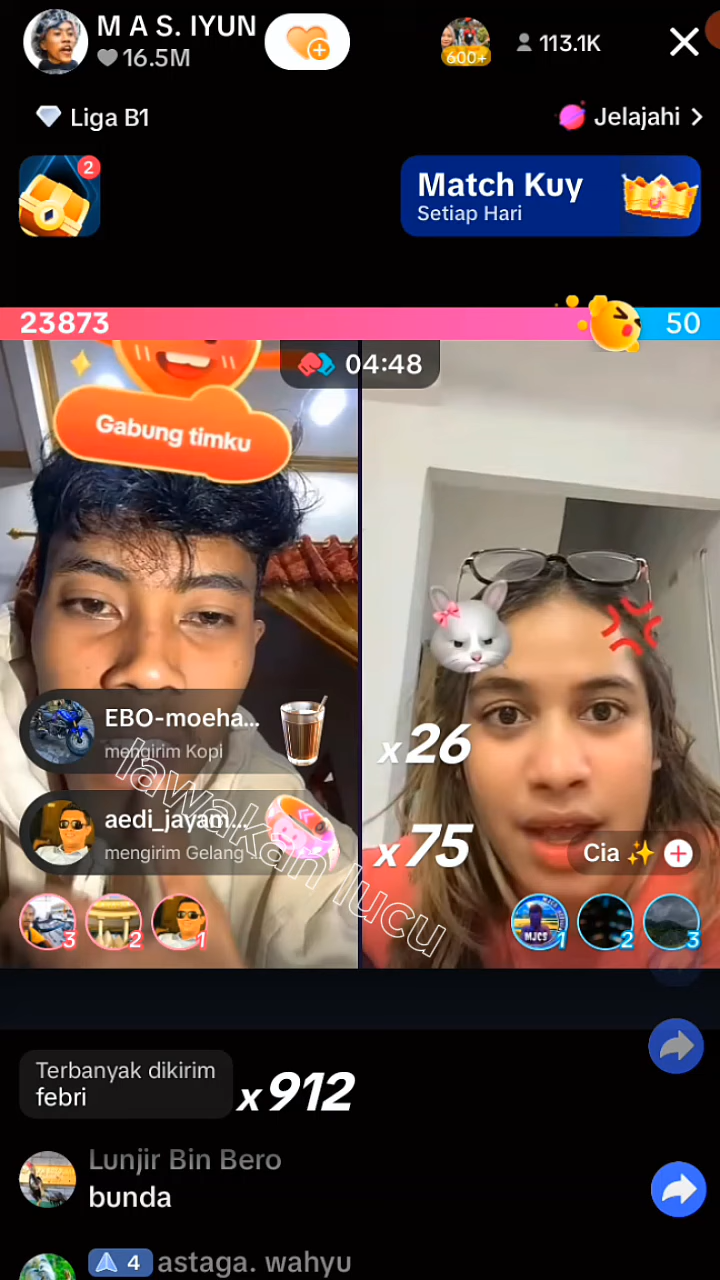 M A S. IYUN
16.5M
600+
113.1K
Liga B1
Jelajahi
2
Match Kuy
Setiap Hari
23873
50
04:48
Gabung timku
EBO-moeha...
mengirim Kopi
x26
aedi_jayam...
mengirim Gelang ...
x75
Cia
lawakan lucu
3
2
1
MJCS
1
2
3
Terbanyak dikirim
febri
x912
Lunjir Bin Bero
bunda
4
astaga. wahyu